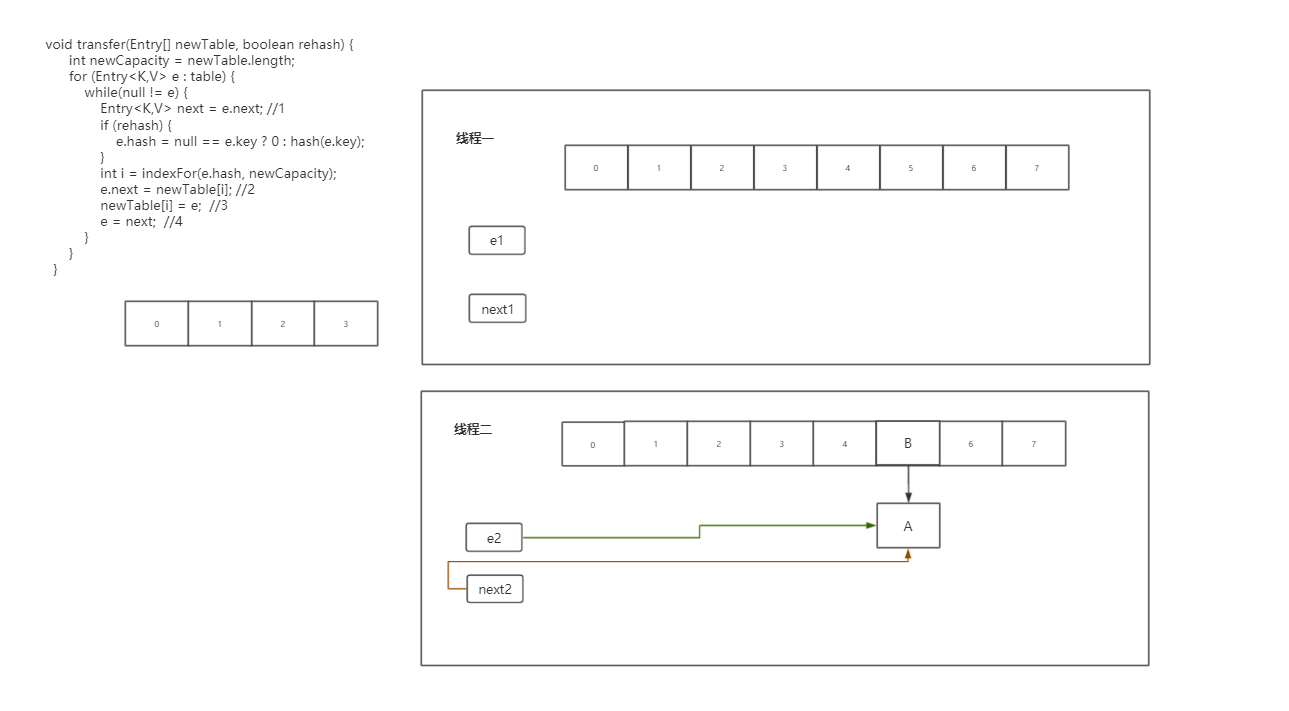 void transfer(Entry[] newTable, boolean rehash) {
int newCapacity = newTable.length;
for (Entry<K,V> e : table) {
while(null != e) {
Entry<K,V> next = e.next; //1
if (rehash) {
e.hash = null == e.key ? 0 : hash(e.key);
}
int i = indexFor(e.hash, newCapacity);
e.next = newTable[i]; //2
newTable[i] = e; //3
e = next; //4
}
}
}
0 1 2 3
线程一
0 1 2 3 4 5 6 7
e1
next1
线程二
0 1 2 3 4 B 6 7
A
e2
next2